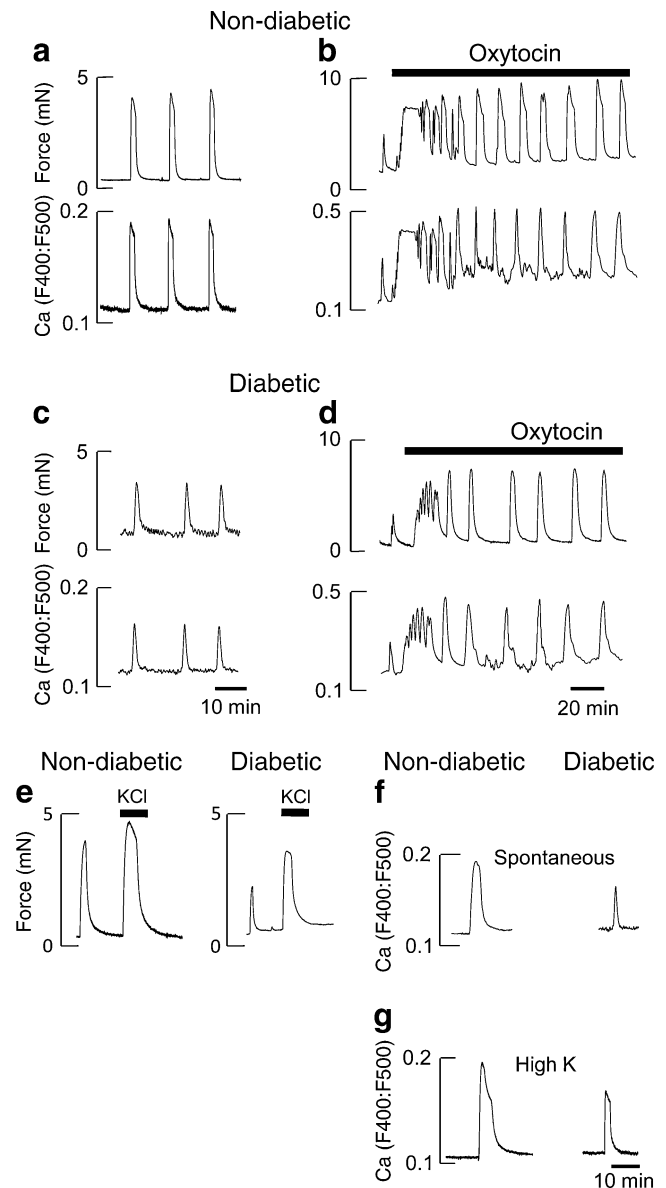 Non-diabetic
a
b
Oxytocin
5
Force (mN)
0
10
0
0.2
Ca (F400:F500)
0.1
0.5
0.1
Diabetic
c
d
Oxytocin
5
Force (mN)
0
10
0
0.2
Ca (F400:F500)
0.1
10 min
0.5
0.1
20 min
Non-diabetic
Diabetic
e
KCl
KCl
5
Force (mN)
0
5
0
Non-diabetic
Diabetic
f
Spontaneous
0.2
Ca (F400:F500)
0.1
g
High K
0.2
Ca (F400:F500)
0.1
10 min